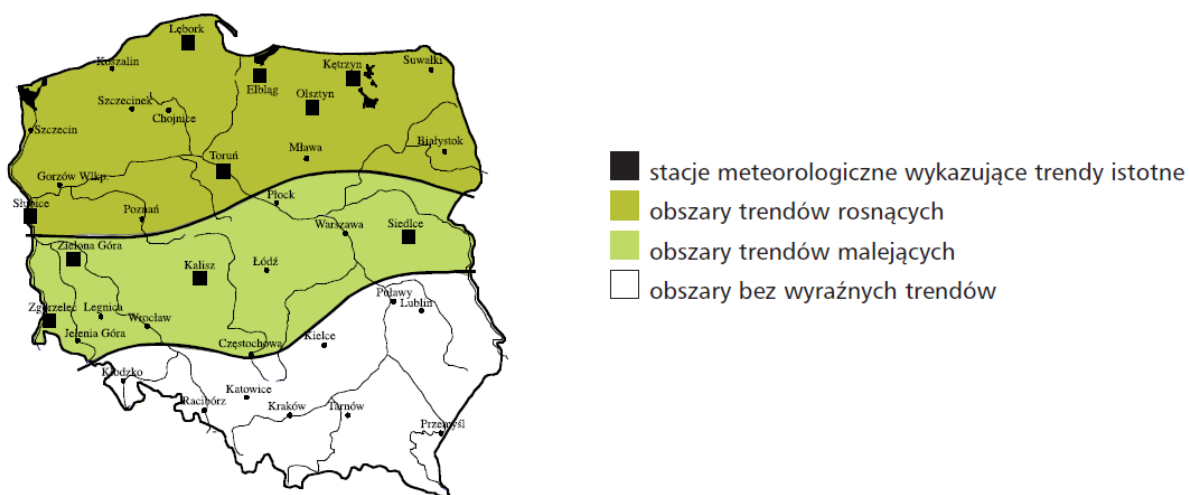 Lębork
Koszalin
Kętrzyn
Suwałki
Elbląg
Olsztyn
Szczecinek
Chojnice
Szczecin
Białystok
Mława
Toruń
Gorzów Wlkp.
Słubice
Poznań
Płock
Warszawa
Siedlce
Zielona Góra
Kalisz
Łódź
Zgorzelec
Legnica
Wrocław
Puławy
Lublin
Jelenia Góra
Częstochowa
Kielce
Kłodzko
Katowice
Racibórz
Kraków
Tarnów
Przemyśl
stacje meteorologiczne wykazujące trendy istotne
obszary trendów rosnących
obszary trendów malejących
obszary bez wyraźnych trendów